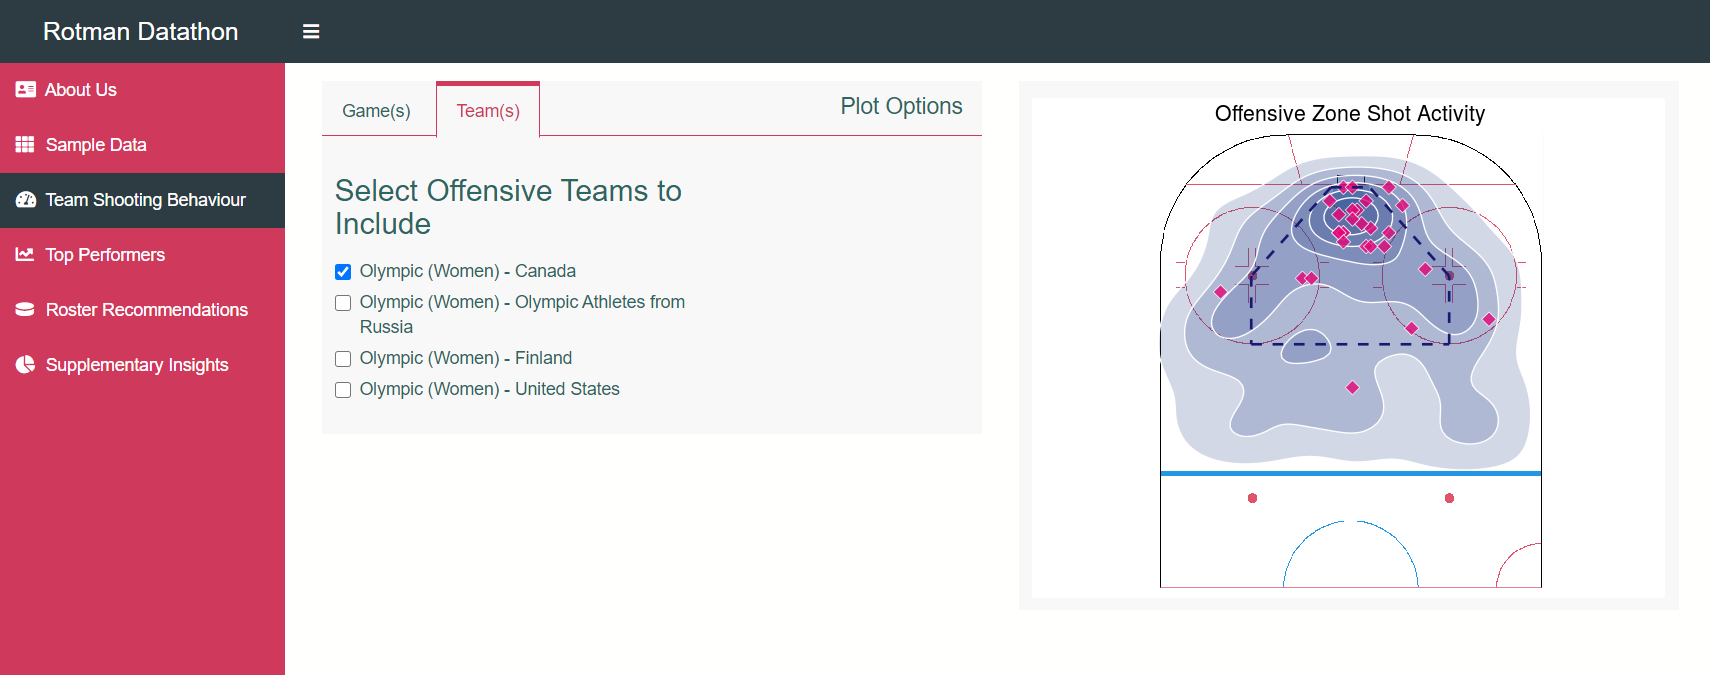 Rotman Datathon
About Us
Sample Data
Team Shooting Behaviour
Top Performers
Roster Recommendations
Supplementary Insights
Game(s)
Team(s)
Plot Options
Select Offensive Teams to
Include
Olympic (Women) - Canada
Olympic (Women) - Olympic Athletes from
Russia
Olympic (Women) - Finland
Olympic (Women) - United States
Offensive Zone Shot Activity